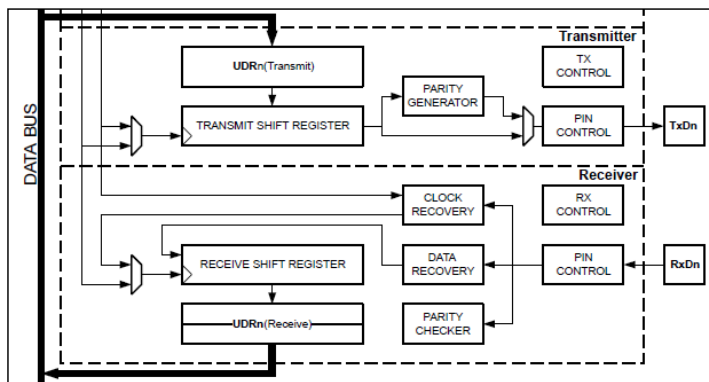 Transmitter
UDRn(Transmit)
TX
CONTROL
PARITY
GENERATOR
TRANSMIT SHIFT REGISTER
PIN
CONTROL
TxDn
DATA BUS
Receiver
CLOCK
RECOVERY
RX
CONTROL
RECEIVE SHIFT REGISTER
DATA
RECOVERY
PIN
CONTROL
RxDn
UDRn(Receive)
PARITY
CHECKER